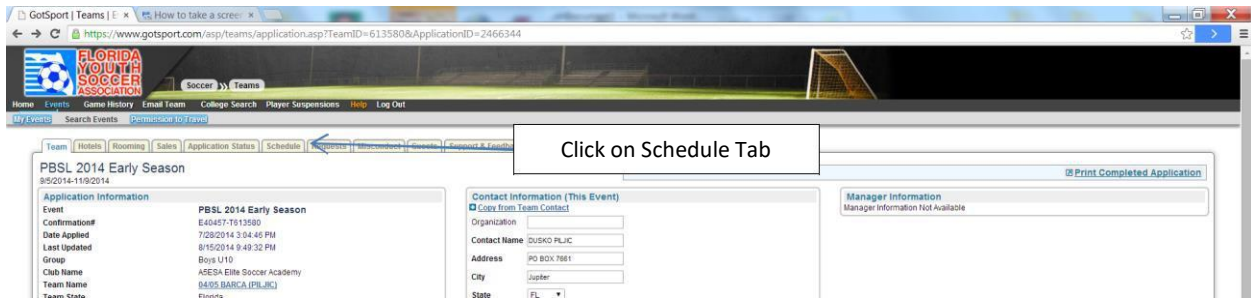 GotSport | Teams | E × How to take a screen ×
https://www.gotsport.com/asp/teams/application.asp?TeamID=613580&ApplicationID=2466344
FLORIDA
YOUTH
SOCCER
ASSOCIATION
Soccer Teams
Home Events Game History Email Team College Search Player Suspensions Help Log Out
My Events Search Events Permission to Travel
Team Hotels Rooming Sales Application Status Schedule Requests Misconduct Guests Support & Feedba
Click on Schedule Tab
PBSL 2014 Early Season
9/5/2014-11/9/2014
Print Completed Application
Application Information
Event PBSL 2014 Early Season
Confirmation# E40457-T613580
Date Applied 7/28/2014 3:04:46 PM
Last Updated 8/15/2014 9:49:32 PM
Group Boys U10
Club Name ASESA Elite Soccer Academy
Team Name 04/05 BARCA (PILJIC)
Team State Florida
Contact Information (This Event)
Copy from Team Contact
Organization
Contact Name DUSKO PILJIC
Address PO BOX 7661
City Jupiter
State FL
Manager Information
Manager Information Not Available